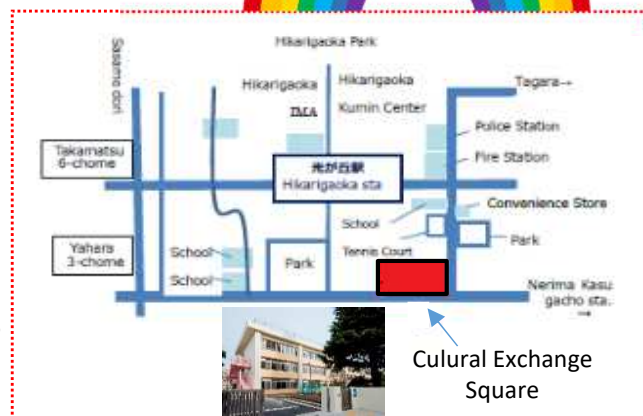 Hikarigaoka Park
Sasame dori
Hikarigaoka
IMA
Hikarigaoka
Kumin Center
Tagara→
Police Station
Fire Station
Takamatsu
6-chome
光が丘駅
Hikarigaoka sta
School
Convenience Store
Tennis Court
Park
Yahara
3-chome
School
School
Park
Nerima Kasu
gacho sta.
→
Culural Exchange
Square